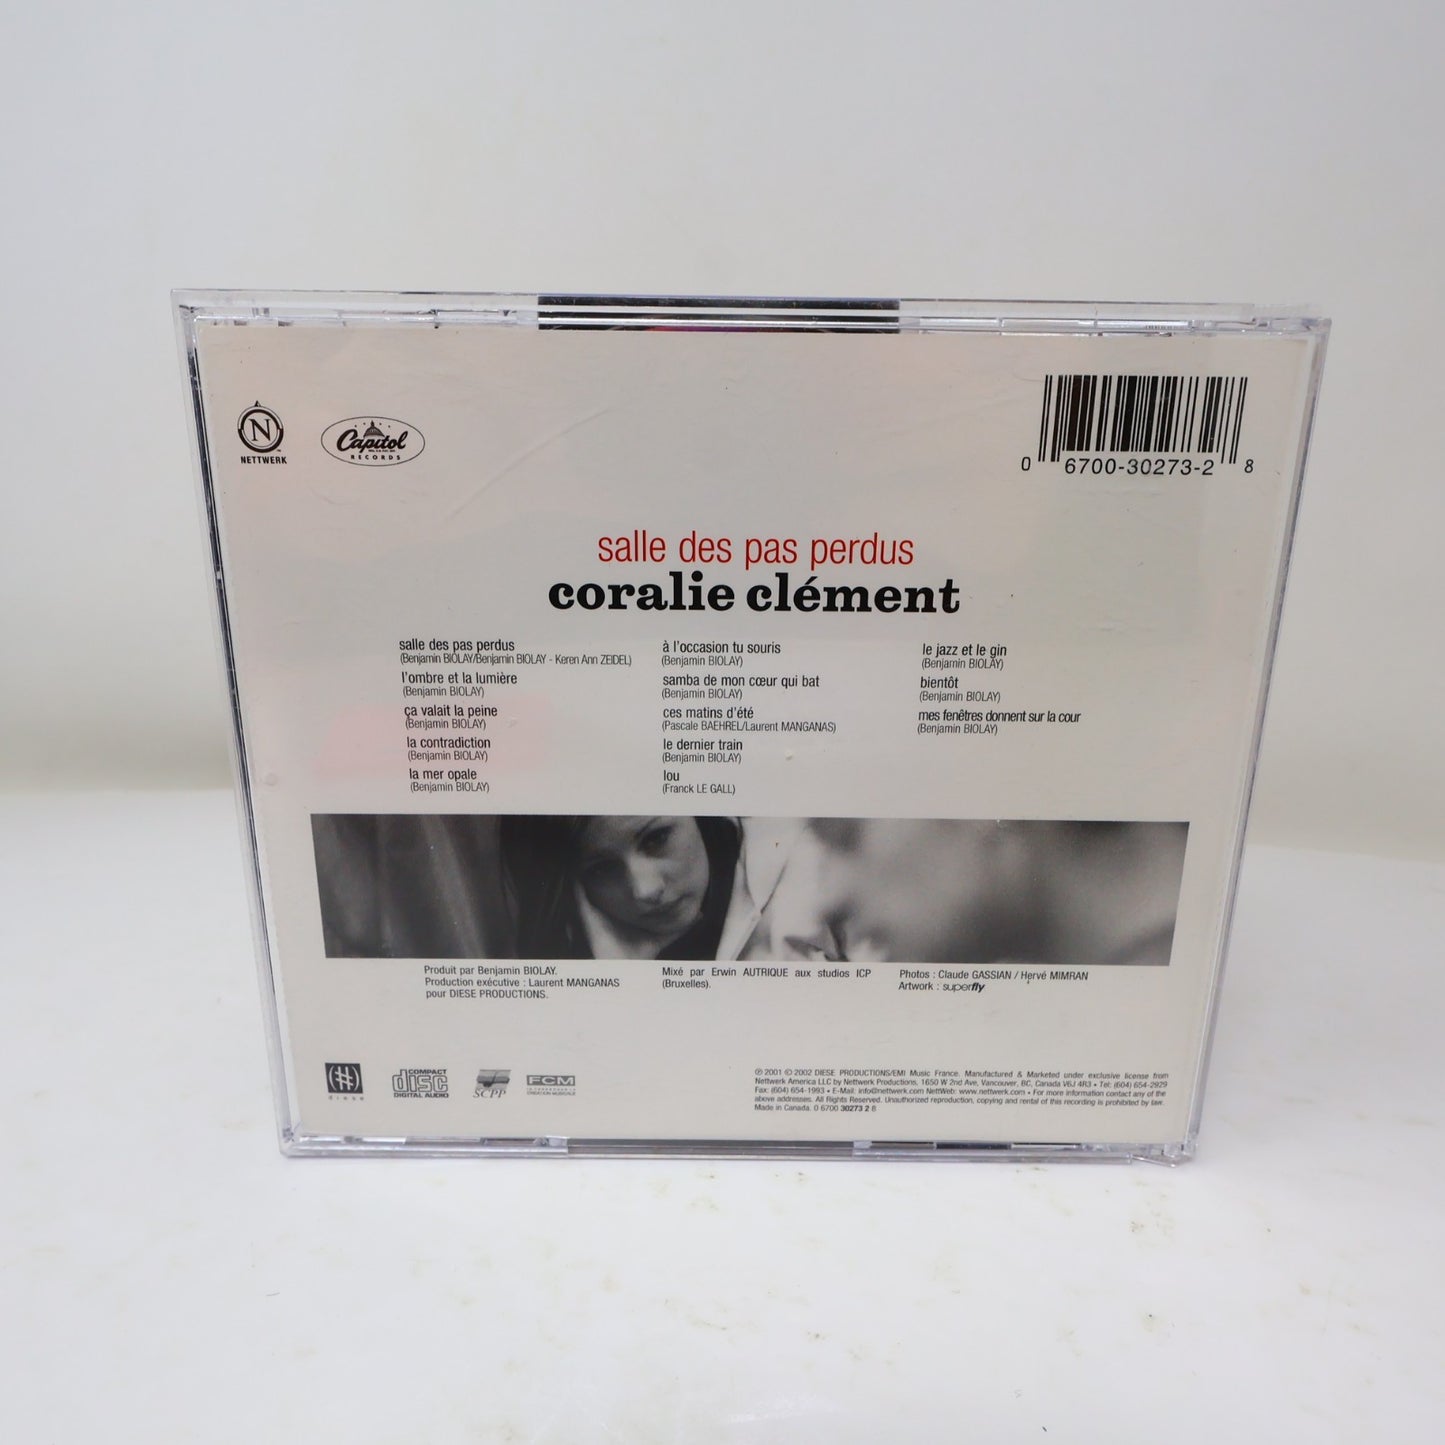 N
NETTWERK
Capitol
RECORDS
0 6700-30273-2 8
salle des pas perdus
coralie clément
salle des pas perdus
(Benjamin BIOLAY/Benjamin BIOLAY - Keren Ann ZEIDEL)
l'ombre et la lumière
(Benjamin BIOLAY)
ça valait la peine
(Benjamin BIOLAY)
la contradiction
(Benjamin BIOLAY)
la mer opale
(Benjamin BIOLAY)
à l'occasion tu souris
(Benjamin BIOLAY)
samba de mon cœur qui bat
(Benjamin BIOLAY)
ces matins d'été
(Pascale BAEHREL/Laurent MANGANAS)
le dernier train
(Benjamin BIOLAY)
lou
(Franck LE GALL)
le jazz et le gin
(Benjamin BIOLAY)
bientôt
(Benjamin BIOLAY)
mes fenêtres donnent sur la cour
(Benjamin BIOLAY)
Produit par Benjamin BIOLAY.
Production exécutive : Laurent MANGANAS
pour DIESE PRODUCTIONS.
Mixé par Erwin AUTRIQUE aux studios ICP
(Bruxelles).
Photos : Claude GASSIAN / Hervé MIMRAN
Artwork : superfly
diese
COMPACT
disc
DIGITAL AUDIO
SCPP
FCM
CREATION MUSICALE
℗ 2001 © 2002 DIESE PRODUCTIONS/EMI Music France. Manufactured & Marketed under exclusive license from
Nettwerk America LLC by Nettwerk Productions, 1650 W 2nd Ave, Vancouver, BC, Canada V6J 4R3 • Tel: (604) 654-2929
Fax: (604) 654-1993 • E-Mail: info@nettwerk.com NettWeb: www.nettwerk.com • For more information contact any of the
above addresses. All Rights Reserved. Unauthorized reproduction, copying and rental of this recording is prohibited by law.
Made in Canada. 0 6700 30273 2 8